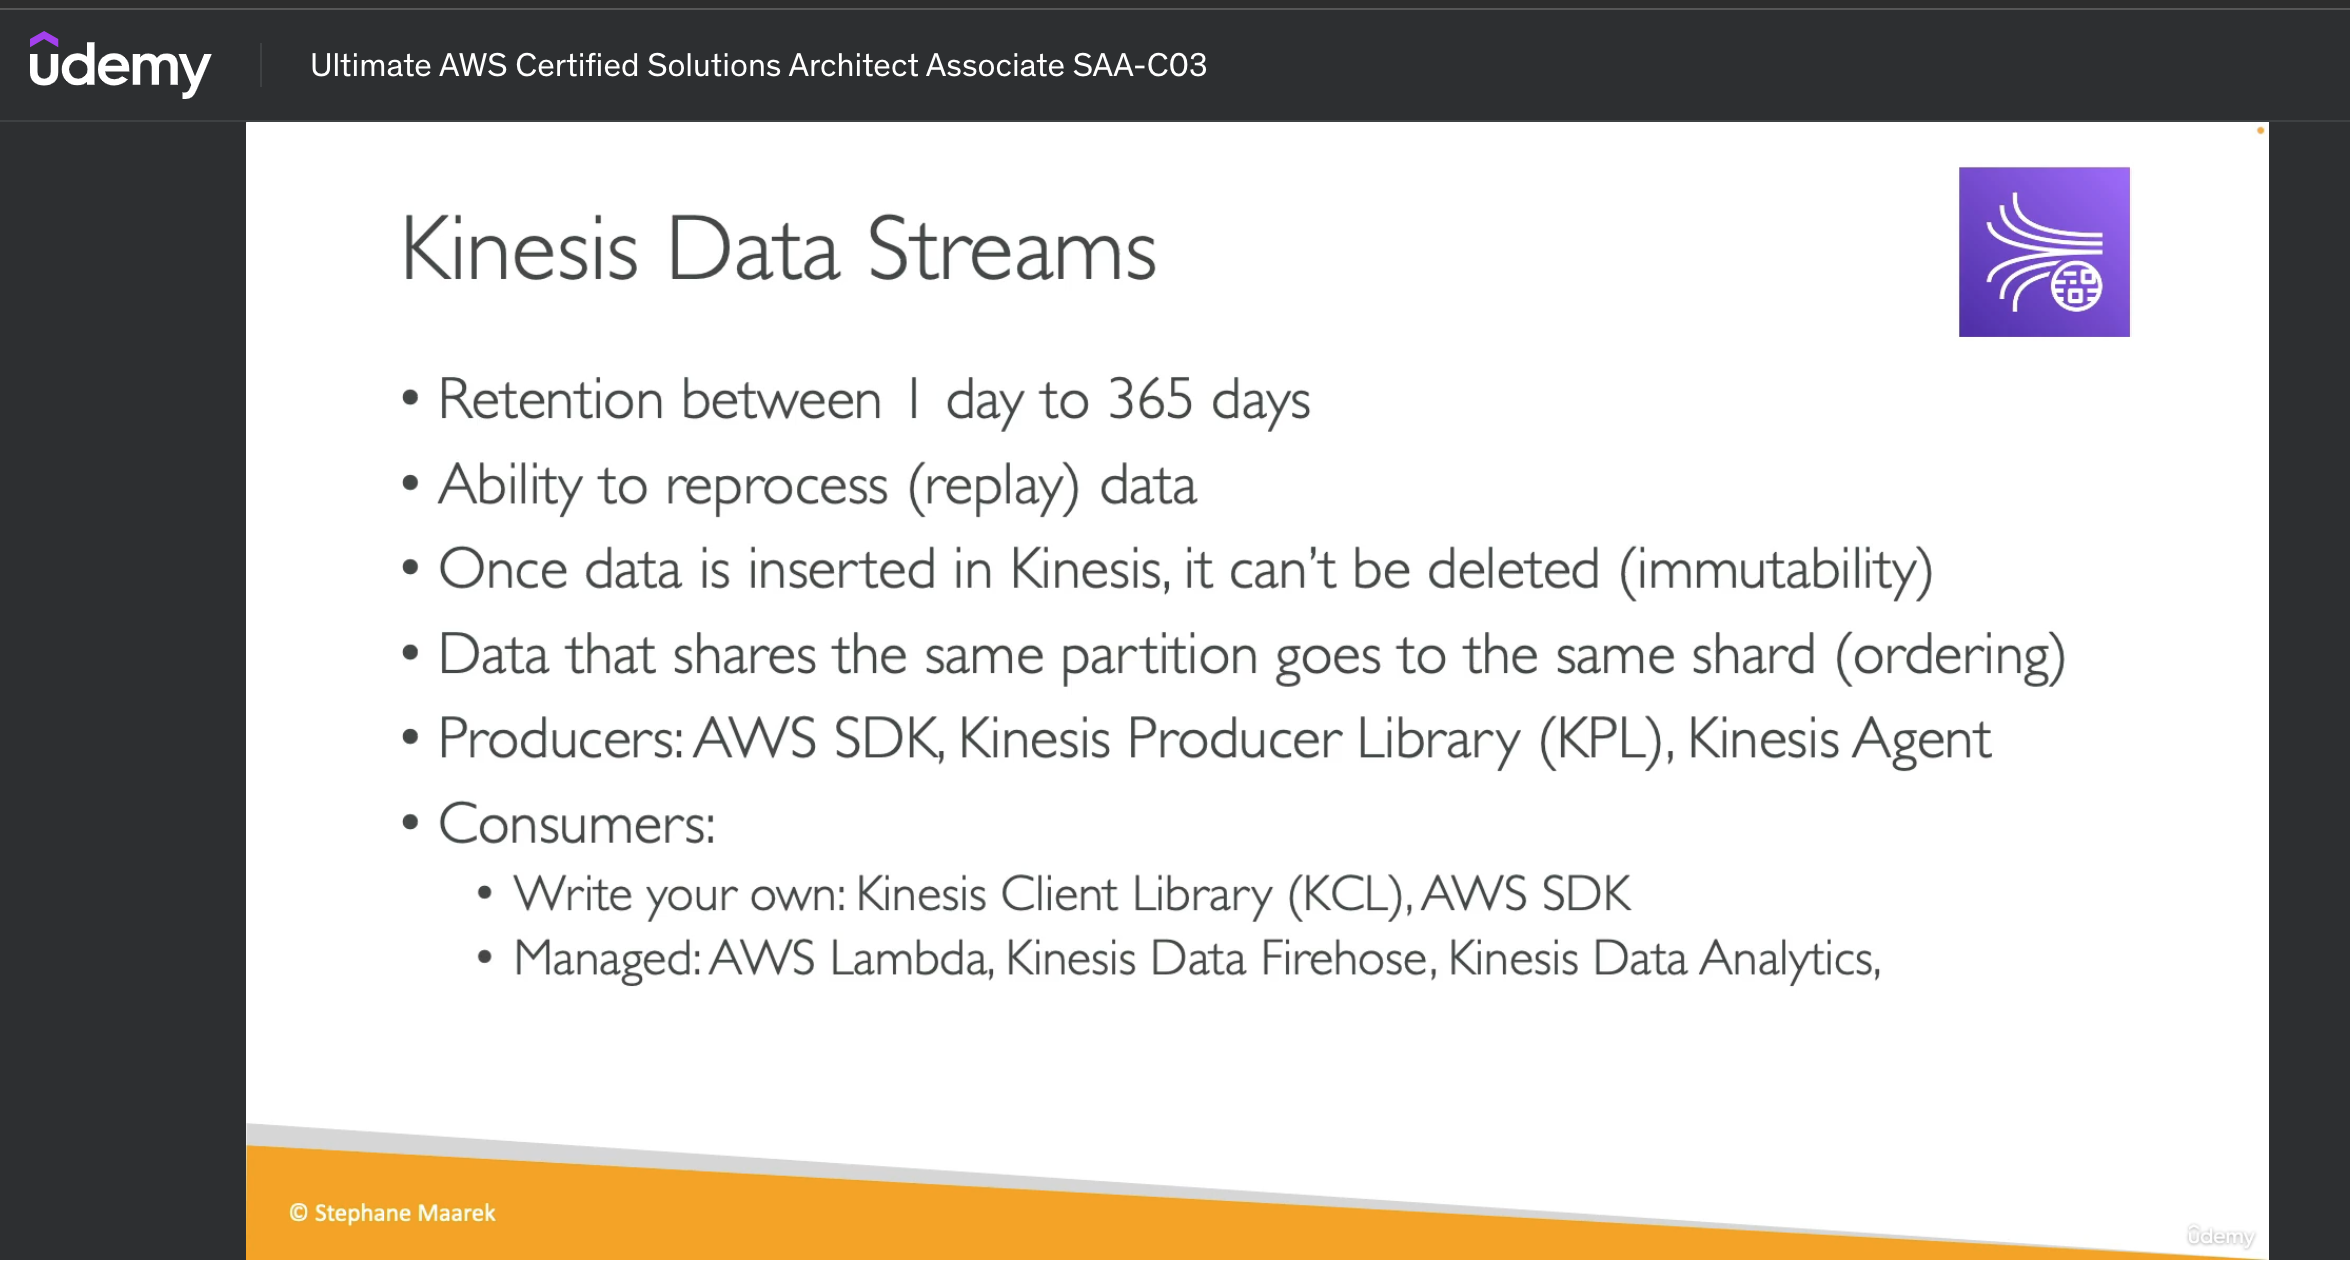 udemy
Ultimate AWS Certified Solutions Architect Associate SAA-C03
Kinesis Data Streams
• Retention between 1 day to 365 days
• Ability to reprocess (replay) data
• Once data is inserted in Kinesis, it can’t be deleted (immutability)
• Data that shares the same partition goes to the same shard (ordering)
• Producers: AWS SDK, Kinesis Producer Library (KPL), Kinesis Agent
• Consumers:
• Write your own: Kinesis Client Library (KCL), AWS SDK
• Managed: AWS Lambda, Kinesis Data Firehose, Kinesis Data Analytics,
© Stephane Maarek
udemy